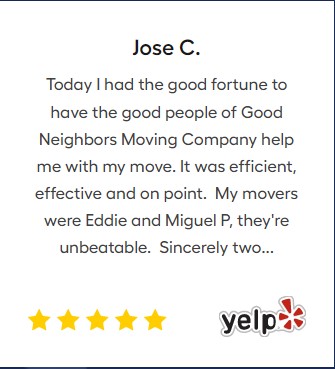 Jose C.
Today I had the good fortune to
have the good people of Good
Neighbors Moving Company help
me with my move. It was efficient,
effective and on point.  My movers
were Eddie and Miguel P, they're
unbeatable.  Sincerely two...
yelp